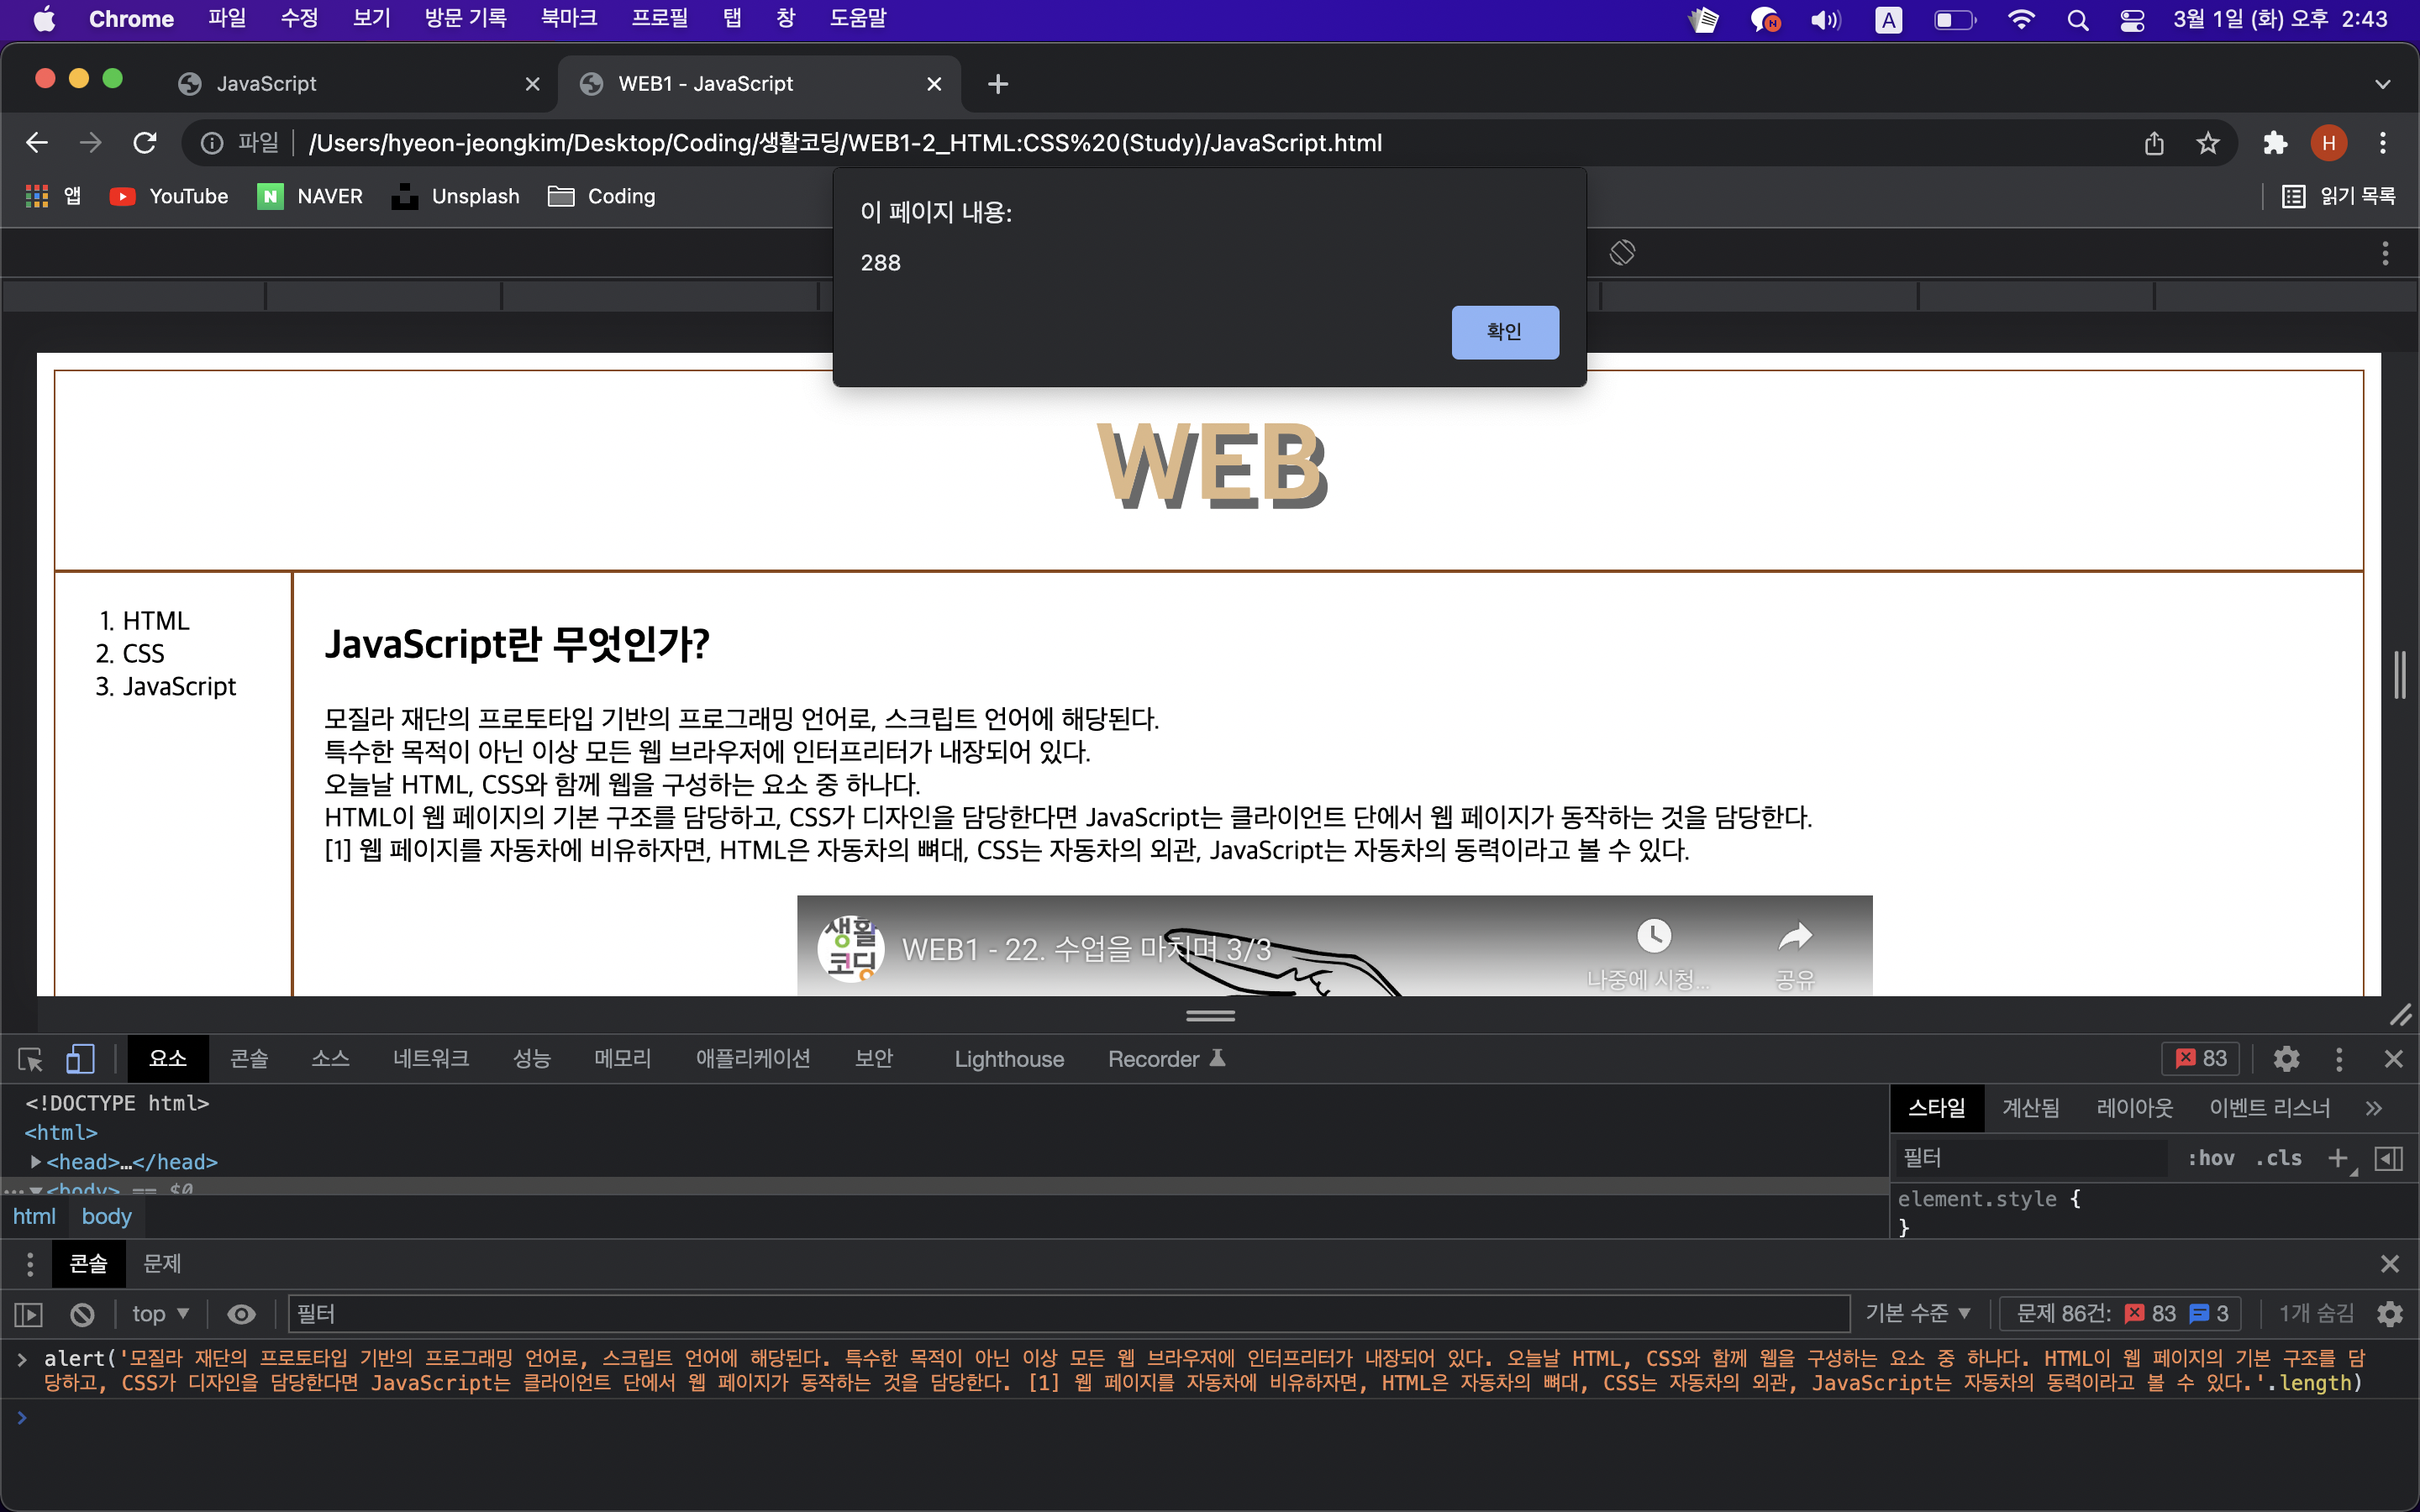 Chrome 파일 수정 보기 방문 기록 북마크 프로필 탭 창 도움말 A 3월 1일 (화) 오후 2:43
JavaScript WEB1 - JavaScript
파일 /Users/hyeon-jeongkim/Desktop/Coding/생활코딩/WEB1-2_HTML:CSS%20(Study)/JavaScript.html H
앱 YouTube N NAVER Unsplash Coding 읽기 목록
이 페이지 내용:
288
확인
WEB
1. HTML
2. CSS
3. JavaScript
JavaScript란 무엇인가?
모질라 재단의 프로토타입 기반의 프로그래밍 언어로, 스크립트 언어에 해당된다.
특수한 목적이 아닌 이상 모든 웹 브라우저에 인터프리터가 내장되어 있다.
오늘날 HTML, CSS와 함께 웹을 구성하는 요소 중 하나다.
HTML이 웹 페이지의 기본 구조를 담당하고, CSS가 디자인을 담당한다면 JavaScript는 클라이언트 단에서 웹 페이지가 동작하는 것을 담당한다.
[1] 웹 페이지를 자동차에 비유하자면, HTML은 자동차의 뼈대, CSS는 자동차의 외관, JavaScript는 자동차의 동력이라고 볼 수 있다.
생활
코딩
WEB1 - 22. 수업을 마치며 3/3
나중에 시청...
공유
요소 콘솔 소스 네트워크 성능 메모리 애플리케이션 보안 Lighthouse Recorder 83
<!DOCTYPE html>
<html>
<head>…</head>
<body> == $0
html body
스타일 계산됨 레이아웃 이벤트 리스너
필터 :hov .cls
element.style {
}
콘솔 문제
top 필터 기본 수준 문제 86건: 83 3 1개 숨김
alert('모질라 재단의 프로토타입 기반의 프로그래밍 언어로, 스크립트 언어에 해당된다. 특수한 목적이 아닌 이상 모든 웹 브라우저에 인터프리터가 내장되어 있다. 오늘날 HTML, CSS와 함께 웹을 구성하는 요소 중 하나다. HTML이 웹 페이지의 기본 구조를 담
당하고, CSS가 디자인을 담당한다면 JavaScript는 클라이언트 단에서 웹 페이지가 동작하는 것을 담당한다. [1] 웹 페이지를 자동차에 비유하자면, HTML은 자동차의 뼈대, CSS는 자동차의 외관, JavaScript는 자동차의 동력이라고 볼 수 있다.'.length)